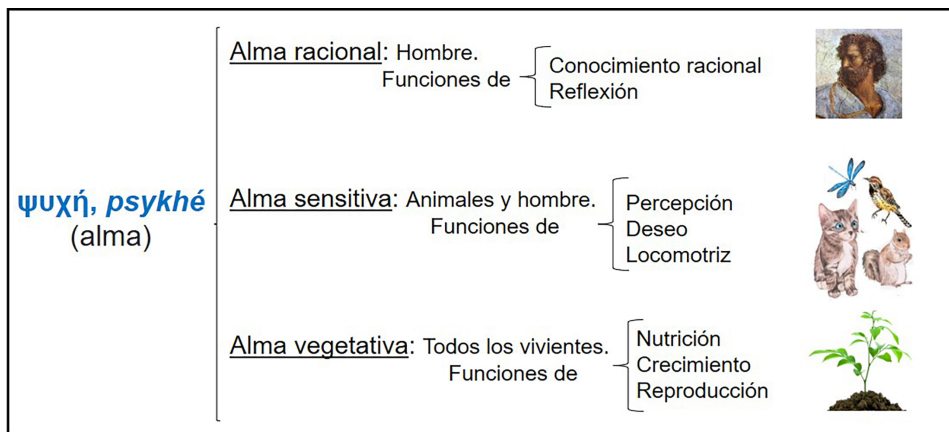 ψυχή, psykhé
(alma)
Alma racional: Hombre.
Funciones de
Conocimiento racional
Reflexión
Alma sensitiva: Animales y hombre.
Funciones de
Percepción
Deseo
Locomotriz
Alma vegetativa: Todos los vivientes.
Funciones de
Nutrición
Crecimiento
Reproducción